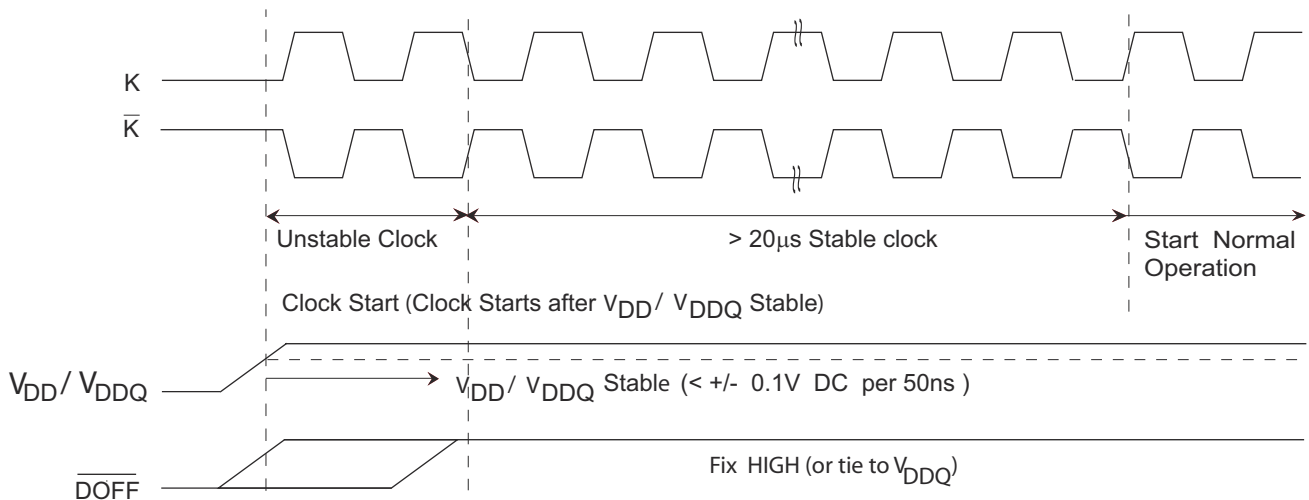 K
K̅
Unstable Clock
> 20μs Stable clock
Start Normal
Operation
Clock Start (Clock Starts after VDD/ VDDQ Stable)
VDD/ VDDQ
VDD/ VDDQ Stable (< +/- 0.1V DC per 50ns )
Fix HIGH (or tie to VDDQ)
D̅O̅F̅F̅